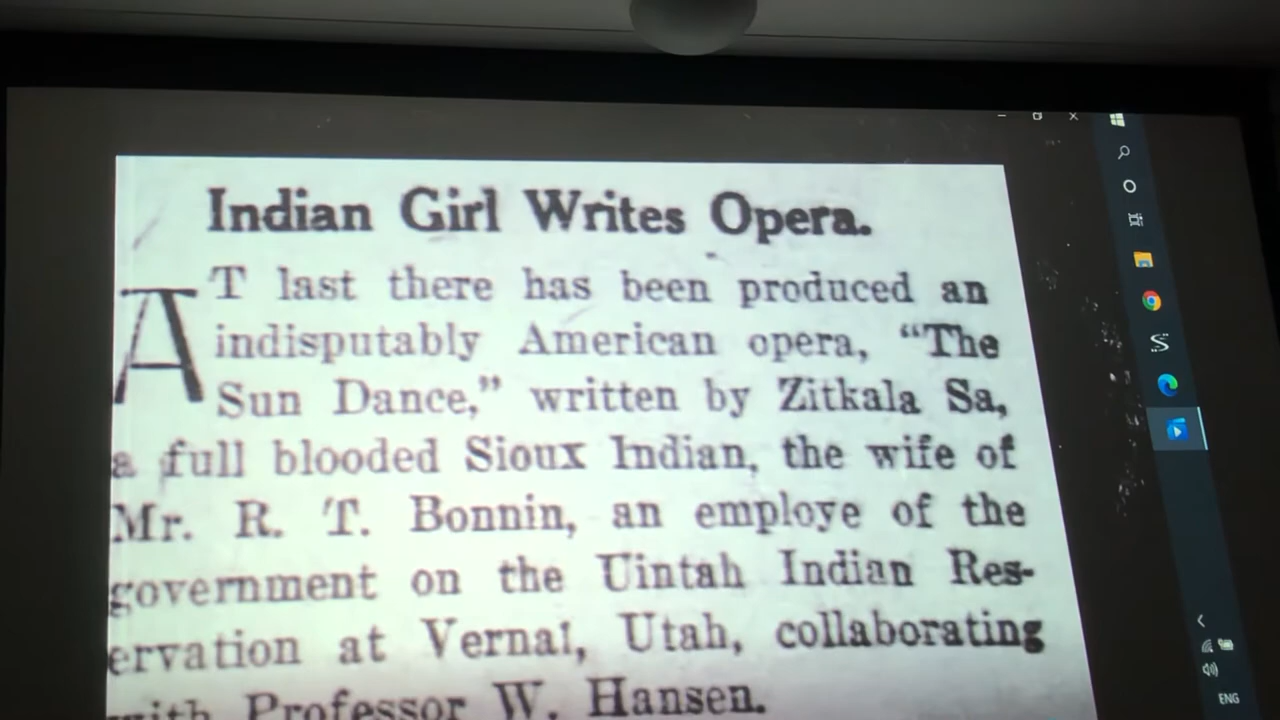 Indian Girl Writes Opera.
AT last there has been produced an
indisputably American opera, “The
Sun Dance,” written by Zitkala Sa,
a full blooded Sioux Indian, the wife of
Mr. R. T. Bonnin, an employe of the
government on the Uintah Indian Res-
ervation at Vernal, Utah, collaborating
with Professor W. Hansen.
ENG